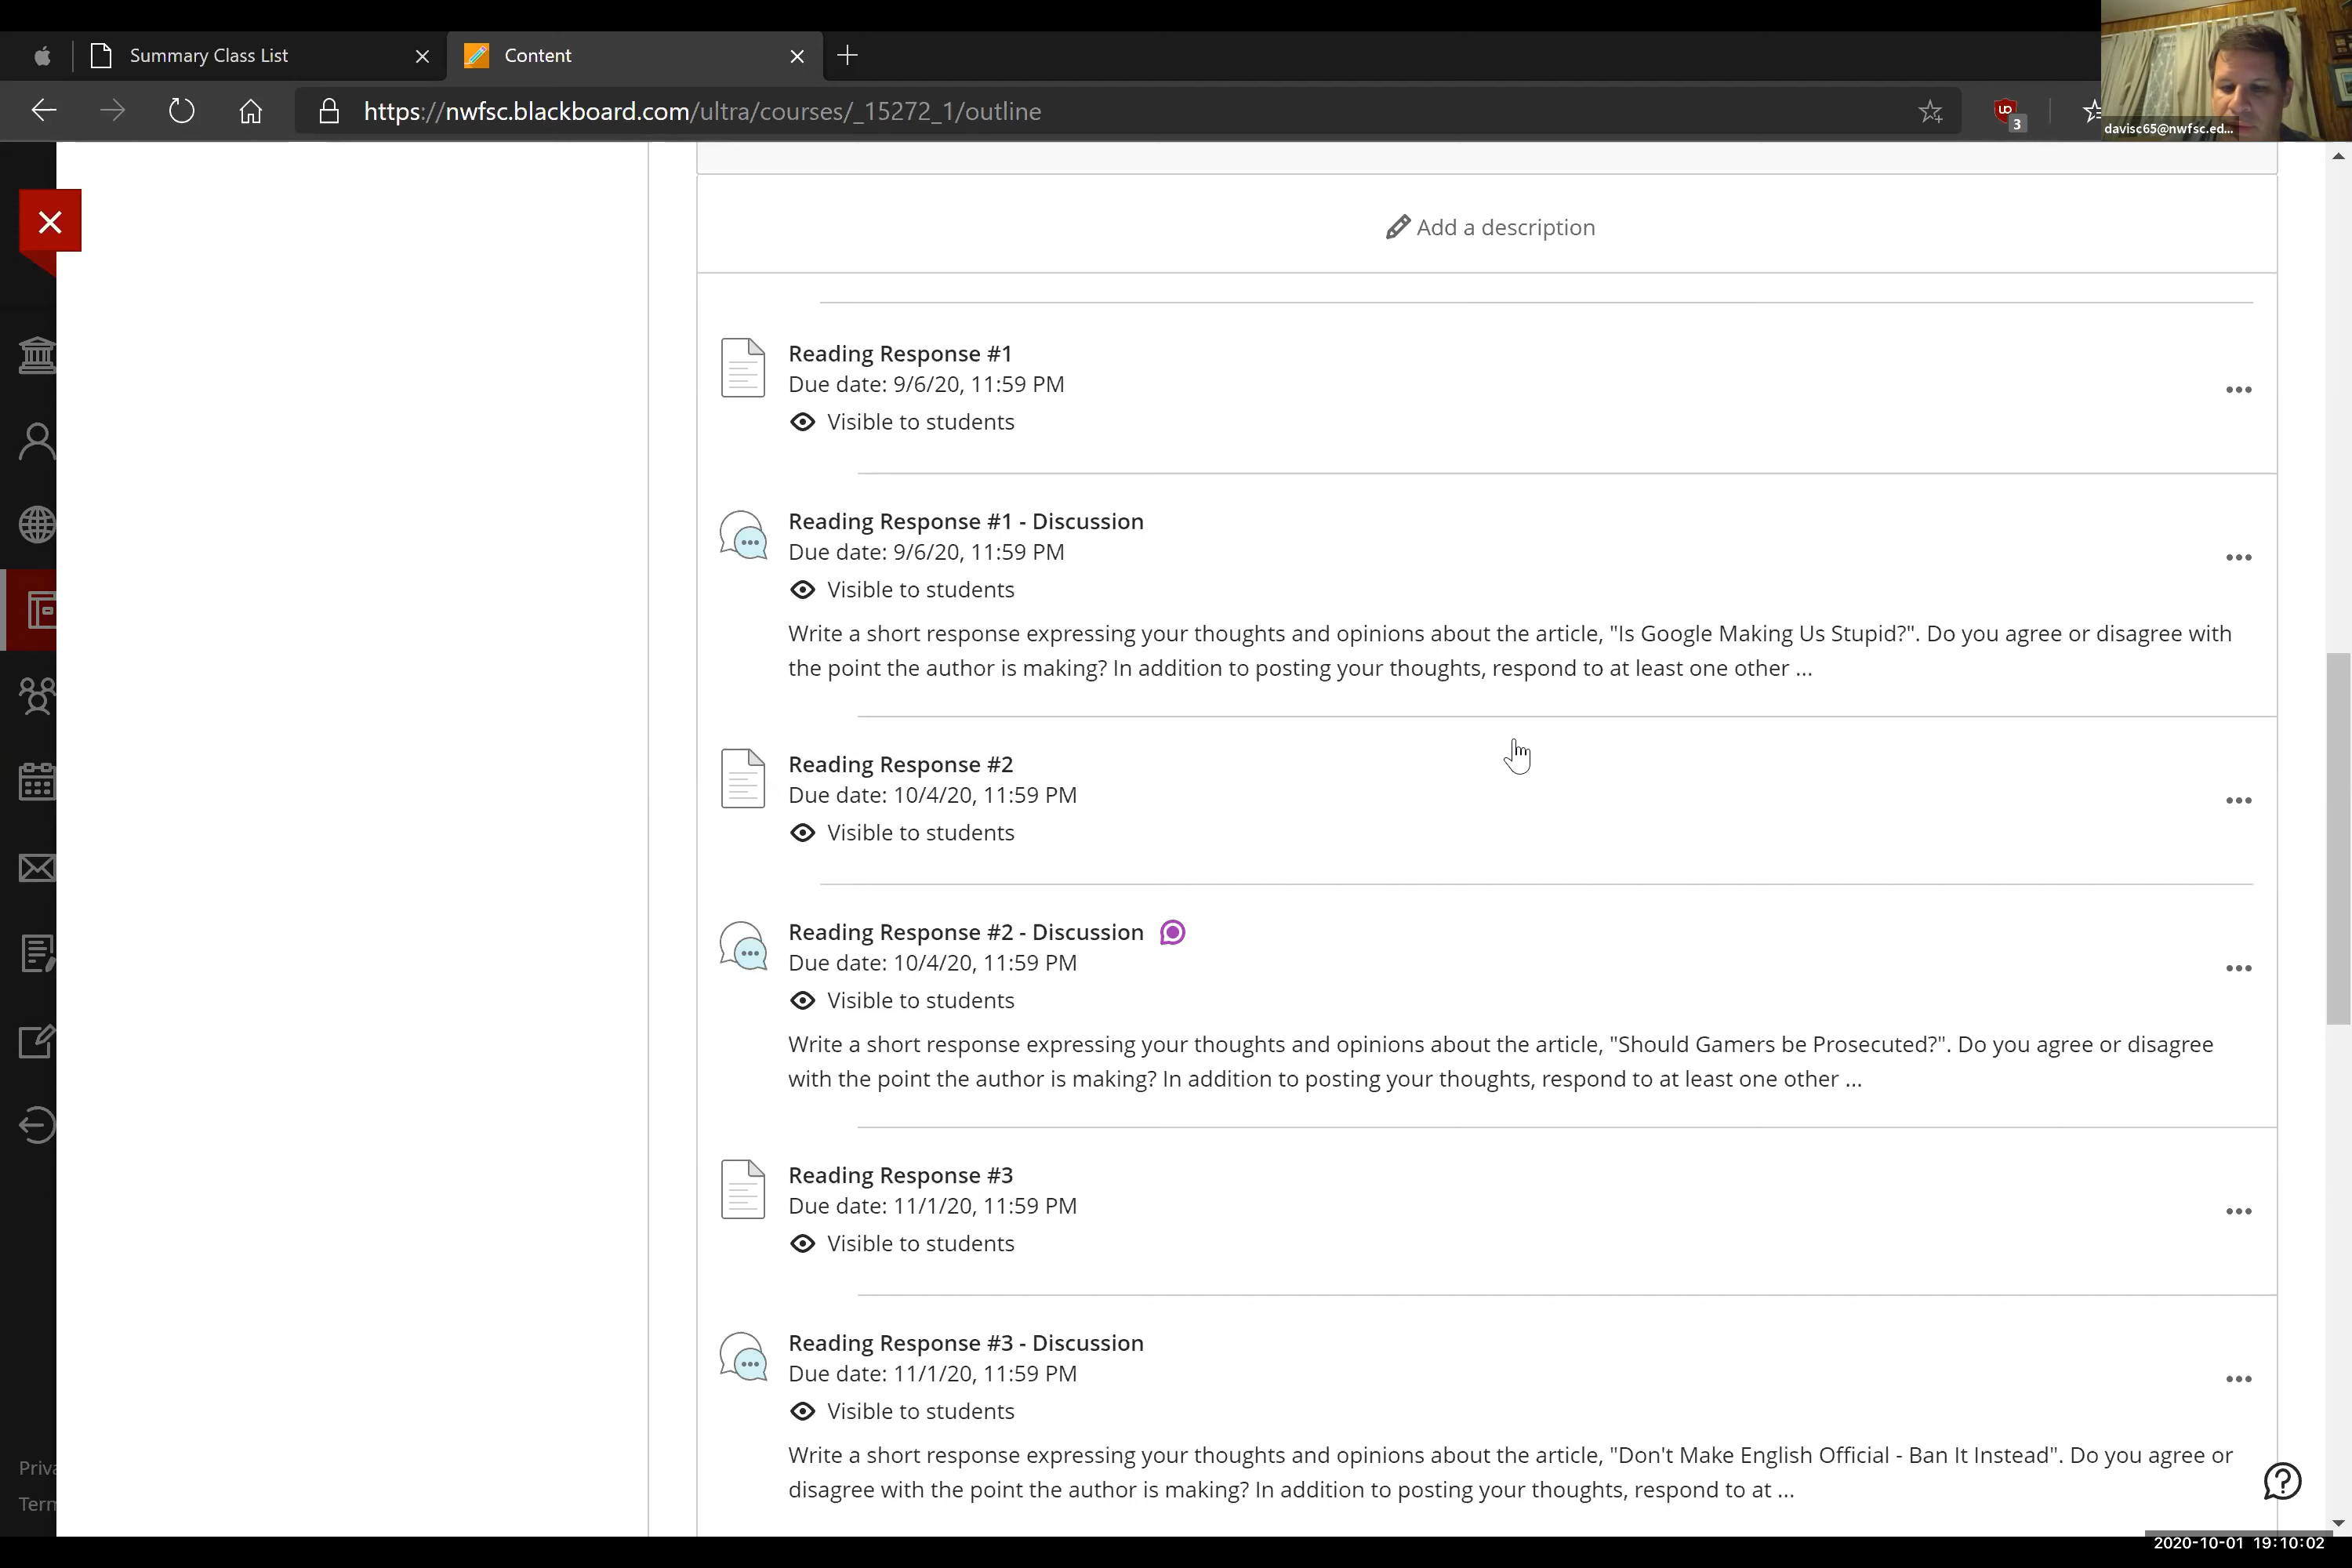 Summary Class List
Content
https://nwfsc.blackboard.com/ultra/courses/_15272_1/outline
3
davisc65@nwfsc.ed...
Add a description
Reading Response #1
Due date: 9/6/20, 11:59 PM
Visible to students
Reading Response #1 - Discussion
Due date: 9/6/20, 11:59 PM
Visible to students
Write a short response expressing your thoughts and opinions about the article, "Is Google Making Us Stupid?". Do you agree or disagree with
the point the author is making? In addition to posting your thoughts, respond to at least one other ...
Reading Response #2
Due date: 10/4/20, 11:59 PM
Visible to students
Reading Response #2 - Discussion
Due date: 10/4/20, 11:59 PM
Visible to students
Write a short response expressing your thoughts and opinions about the article, "Should Gamers be Prosecuted?". Do you agree or disagree
with the point the author is making? In addition to posting your thoughts, respond to at least one other ...
Reading Response #3
Due date: 11/1/20, 11:59 PM
Visible to students
Reading Response #3 - Discussion
Due date: 11/1/20, 11:59 PM
Visible to students
Write a short response expressing your thoughts and opinions about the article, "Don't Make English Official - Ban It Instead". Do you agree or
disagree with the point the author is making? In addition to posting your thoughts, respond to at ...
Priva
Tern
2020-10-01 19:10:02